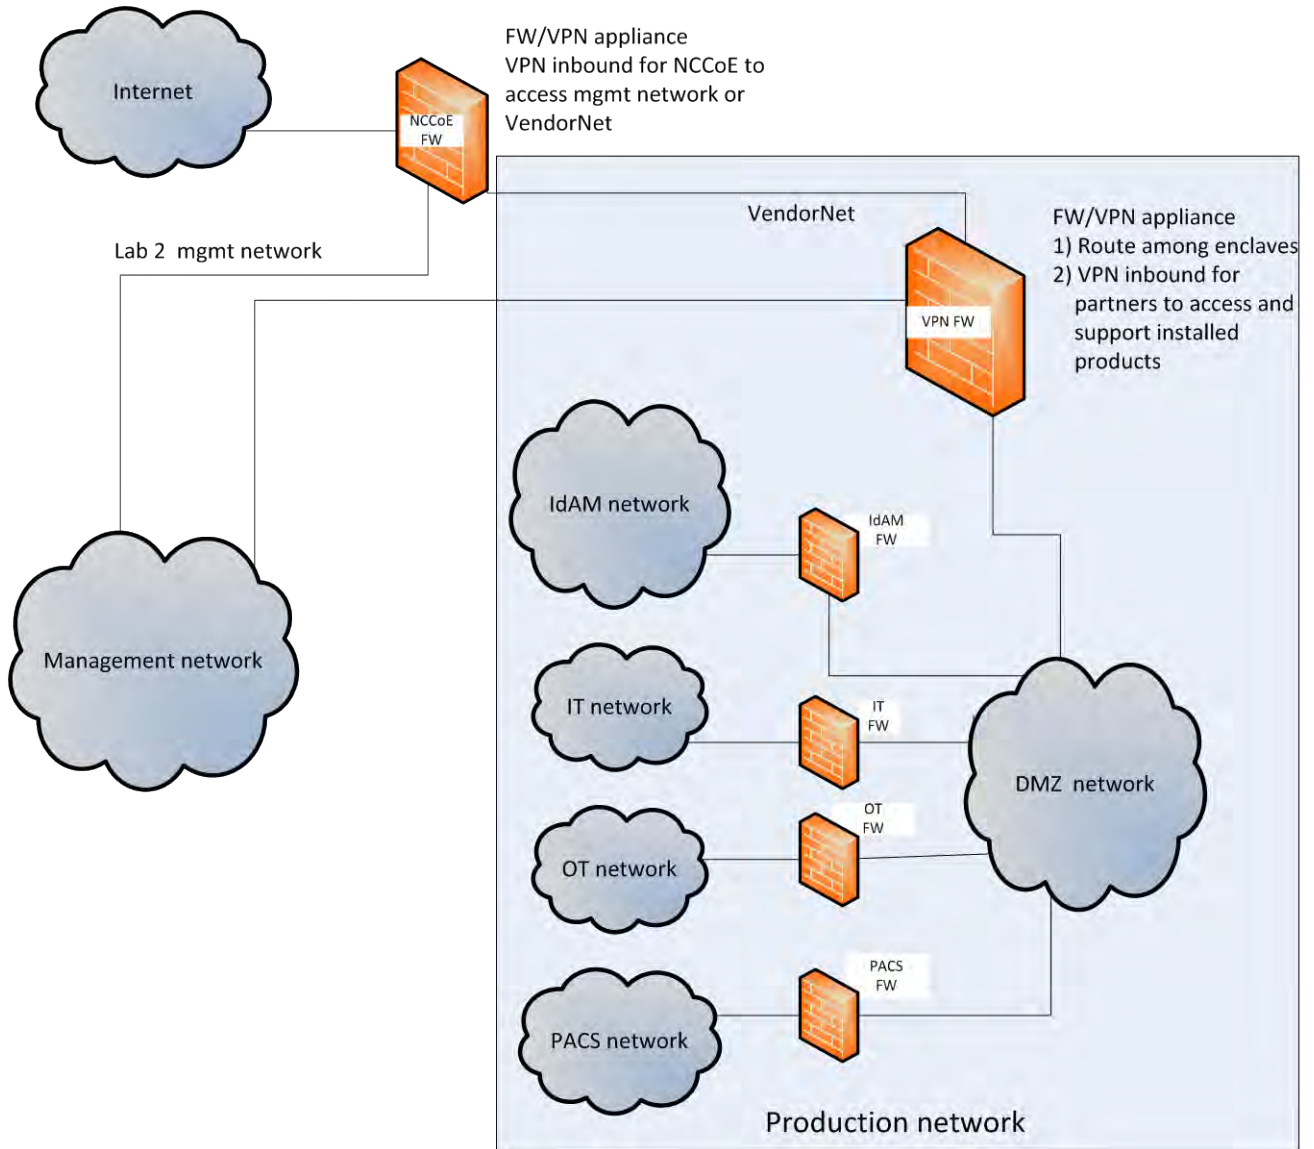 Internet
NCCoE
FW
FW/VPN appliance
VPN inbound for NCCoE to
access mgmt network or
VendorNet
Lab 2 mgmt network
VendorNet
VPN FW
FW/VPN appliance
1) Route among enclaves
2) VPN inbound for
partners to access and
support installed
products
IdAM network
IdAM
FW
Management network
IT network
IT
FW
DMZ network
OT network
OT
FW
PACS network
PACS
FW
Production network